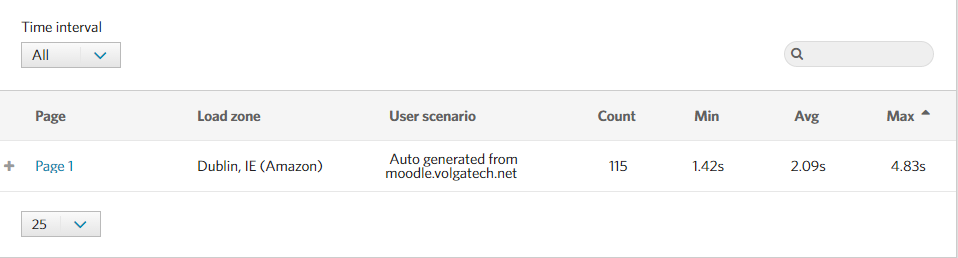 Time interval
All
Page Load zone User scenario Count Min Avg Max
Page 1 Dublin, IE (Amazon) Auto generated from 115 1.42s 2.09s 4.83s
moodle.volgatech.net
25